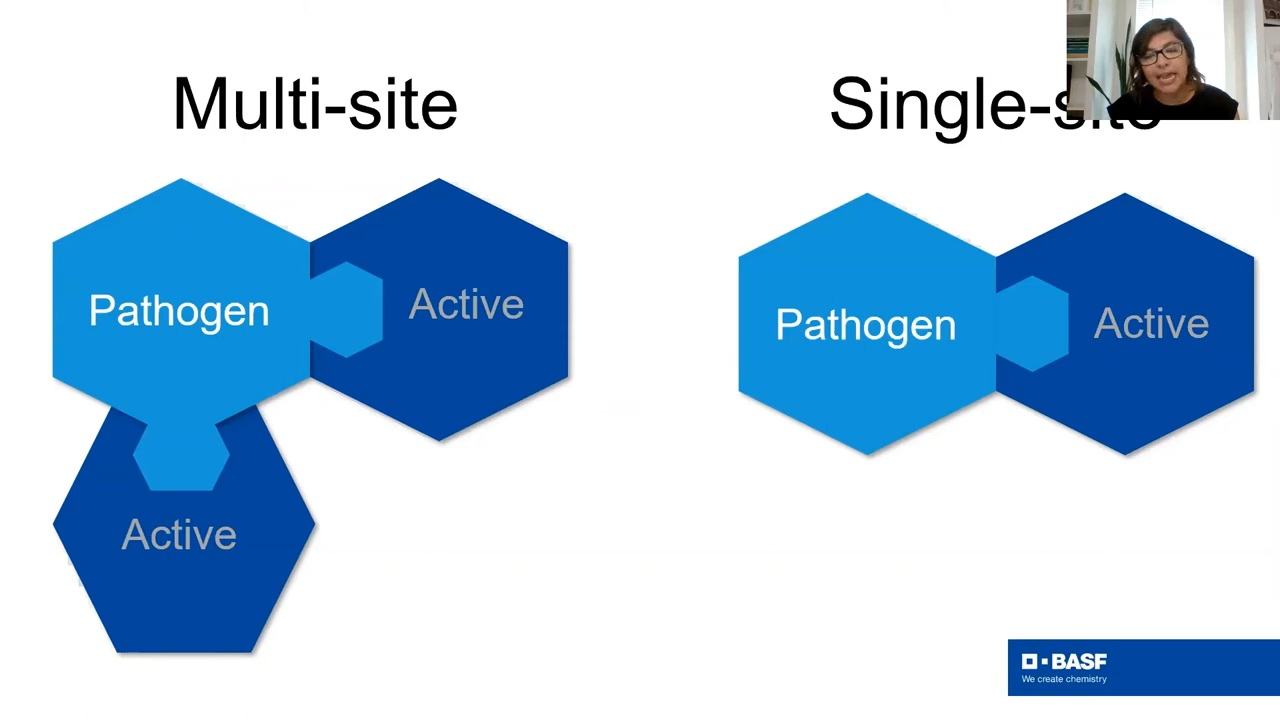 Multi-site
Single-site
Pathogen
Active
Active
Pathogen
Active
BASF
We create chemistry